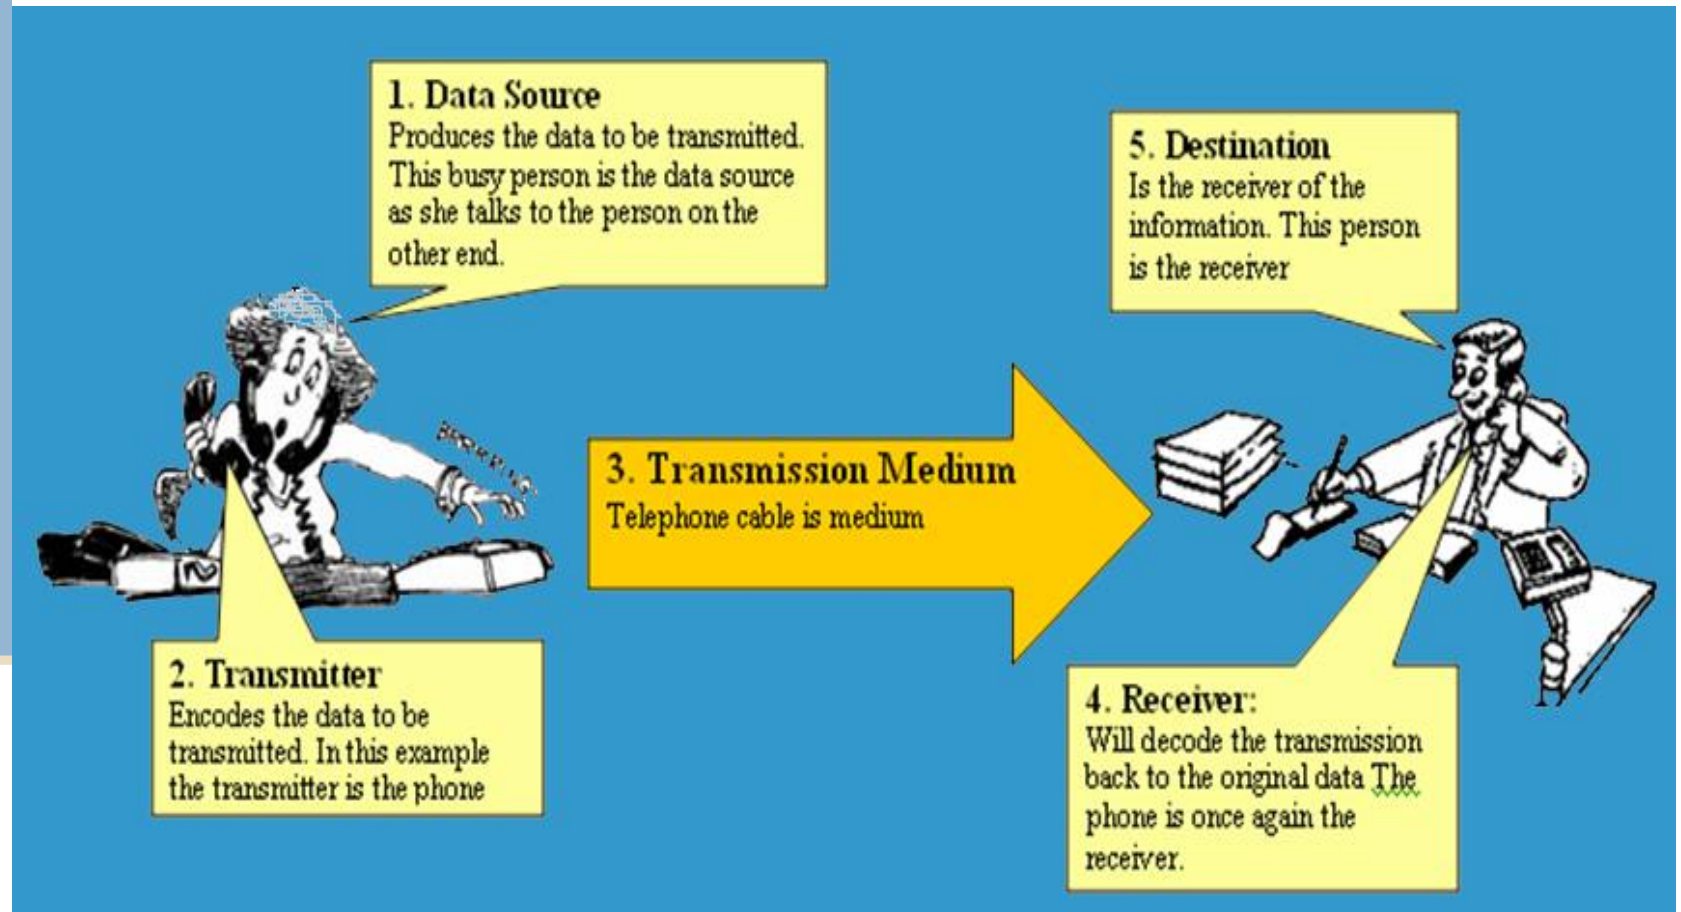 1. Data Source
Produces the data to be transmitted.
This busy person is the data source
as she talks to the person on the
other end.
2. Transmitter
Encodes the data to be
transmitted. In this example
the transmitter is the phone
3. Transmission Medium
Telephone cable is medium
4. Receiver:
Will decode the transmission
back to the original data The
phone is once again the
receiver.
5. Destination
Is the receiver of the
information. This person
is the receiver